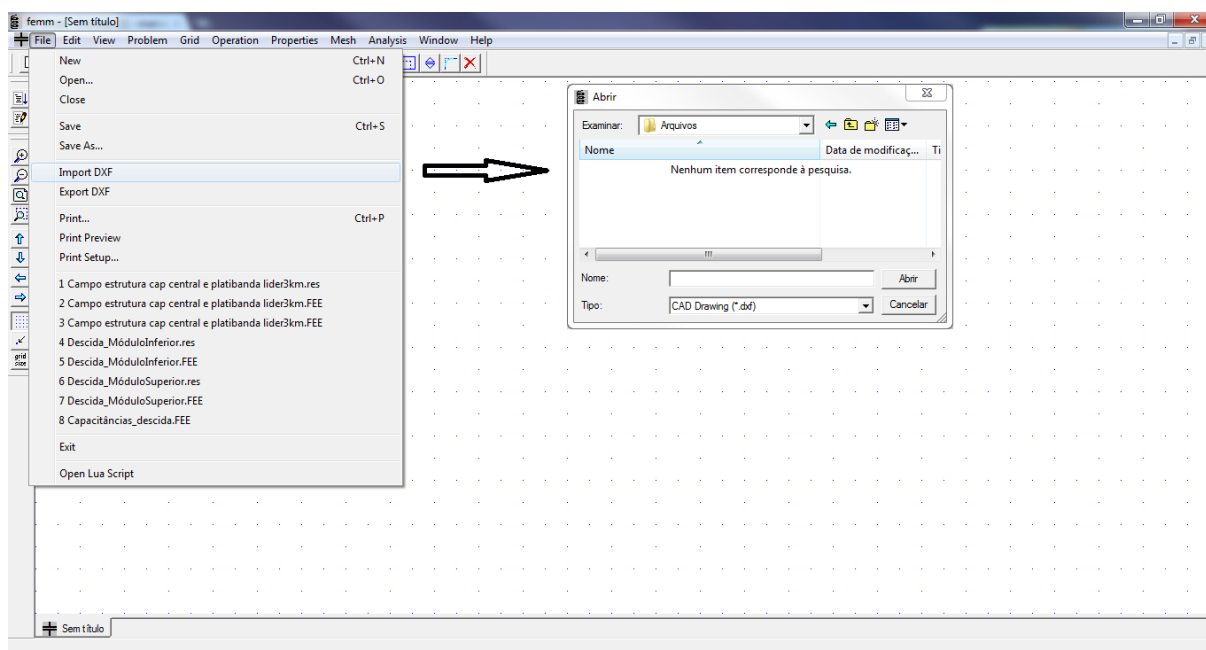 femm - [Sem título]
File Edit View Problem Grid Operation Properties Mesh Analysis Window Help
New Ctrl+N
Open... Ctrl+O
Close
Save Ctrl+S
Save As...
Import DXF
Export DXF
Print... Ctrl+P
Print Preview
Print Setup...
1 Campo estrutura cap central e platibanda lider3km.res
2 Campo estrutura cap central e platibanda lider3km.FEE
3 Campo estrutura cap central e platibanda lider3km.FEE
4 Descida_MóduloInferior.res
5 Descida_MóduloInferior.FEE
6 Descida_MóduloSuperior.res
7 Descida_MóduloSuperior.FEE
8 Capacitâncias_descida.FEE
Exit
Open Lua Script
grid
size
Abrir
Examinar: Arquivos
Nome Data de modificaç... Ti
Nenhum item corresponde à pesquisa.
Nome: Abrir
Tipo: CAD Drawing (*.dxf) Cancelar
Sem título